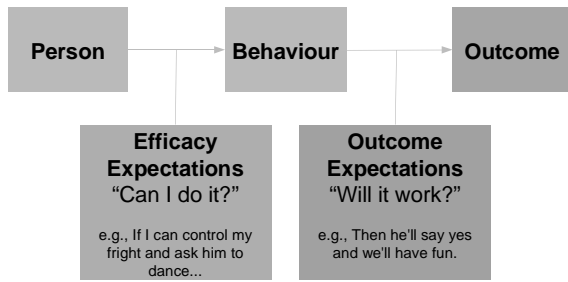 Person
Behaviour
Outcome
Efficacy
Expectations
“Can I do it?”
e.g., If I can control my
fright and ask him to
dance...
Outcome
Expectations
“Will it work?”
e.g., Then he'll say yes
and we'll have fun.